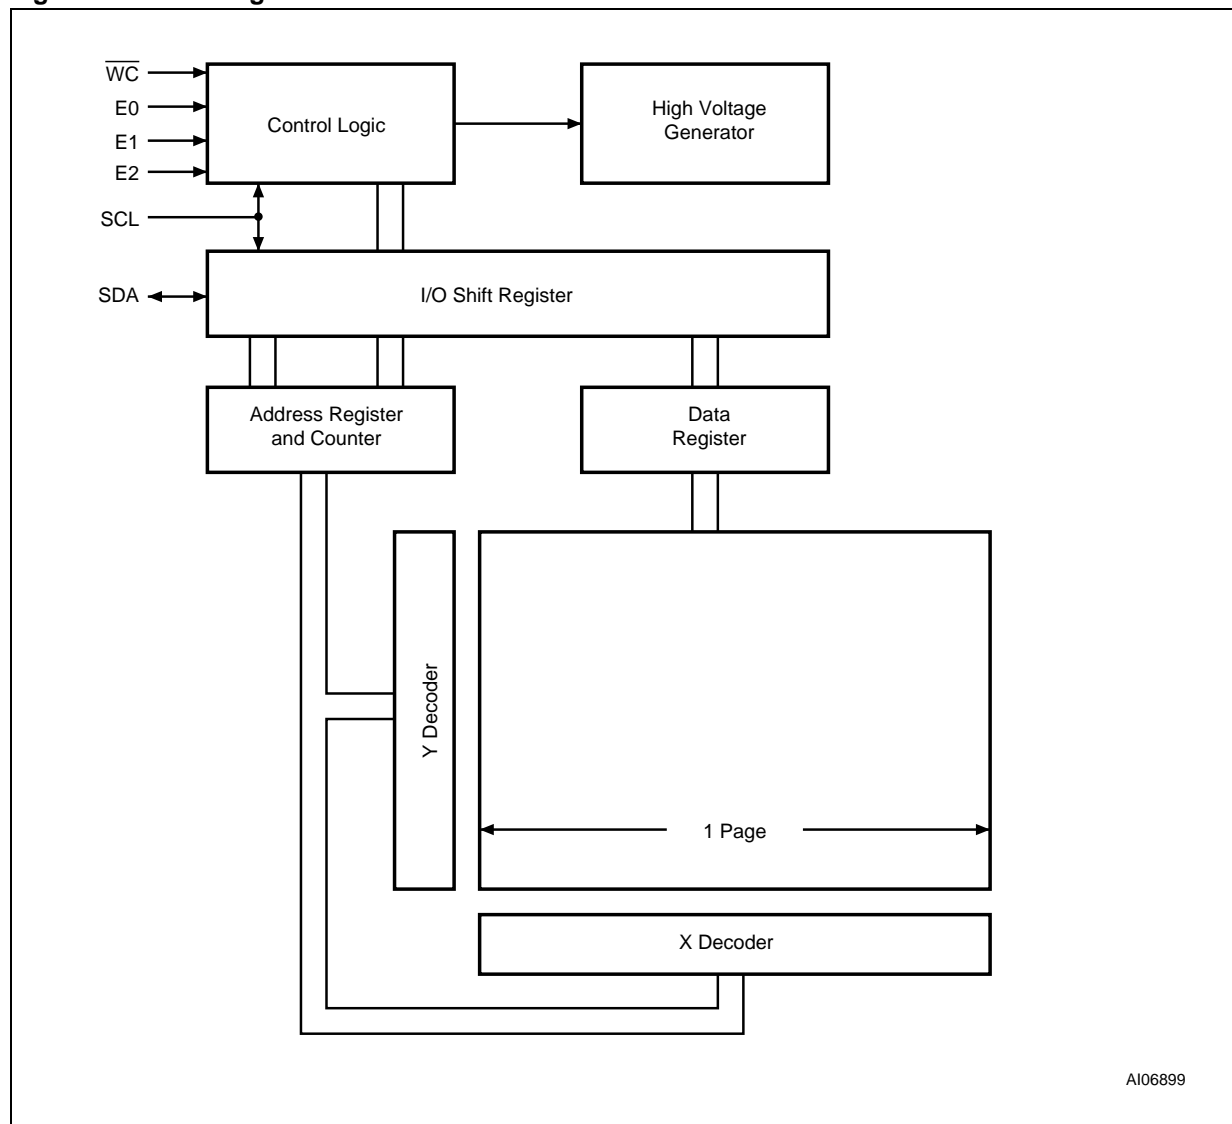 W̅C̅
E0
E1
E2
SCL
SDA
Control Logic
High Voltage
Generator
I/O Shift Register
Address Register
and Counter
Data
Register
Y Decoder
1 Page
X Decoder
AI06899